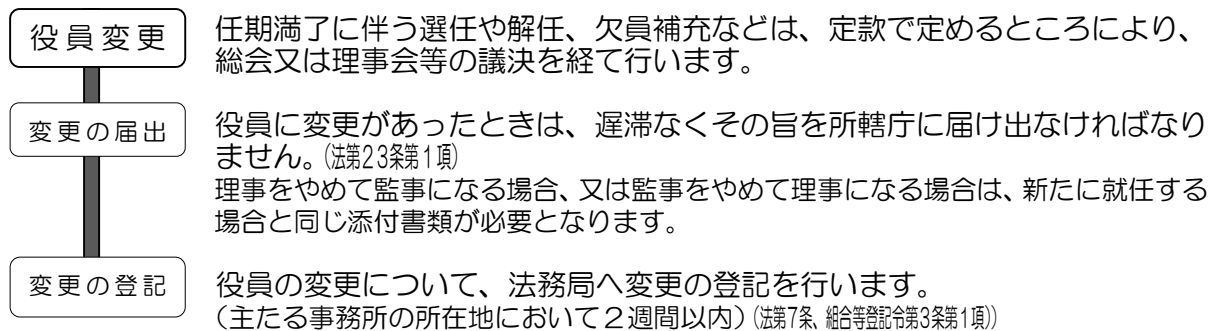 役員変更
任期満了に伴う選任や解任、欠員補充などは、定款で定めるところにより、
総会又は理事会等の議決を経て行います。
変更の届出
役員に変更があったときは、遅滞なくその旨を所轄庁に届け出なければなり
ません。(法第23条第1項)
理事をやめて監事になる場合、又は監事をやめて理事になる場合は、新たに就任する
場合と同じ添付書類が必要となります。
変更の登記
役員の変更について、法務局へ変更の登記を行います。
(主たる事務所の所在地において2週間以内)(法第7条、組合等登記令第3条第1項))